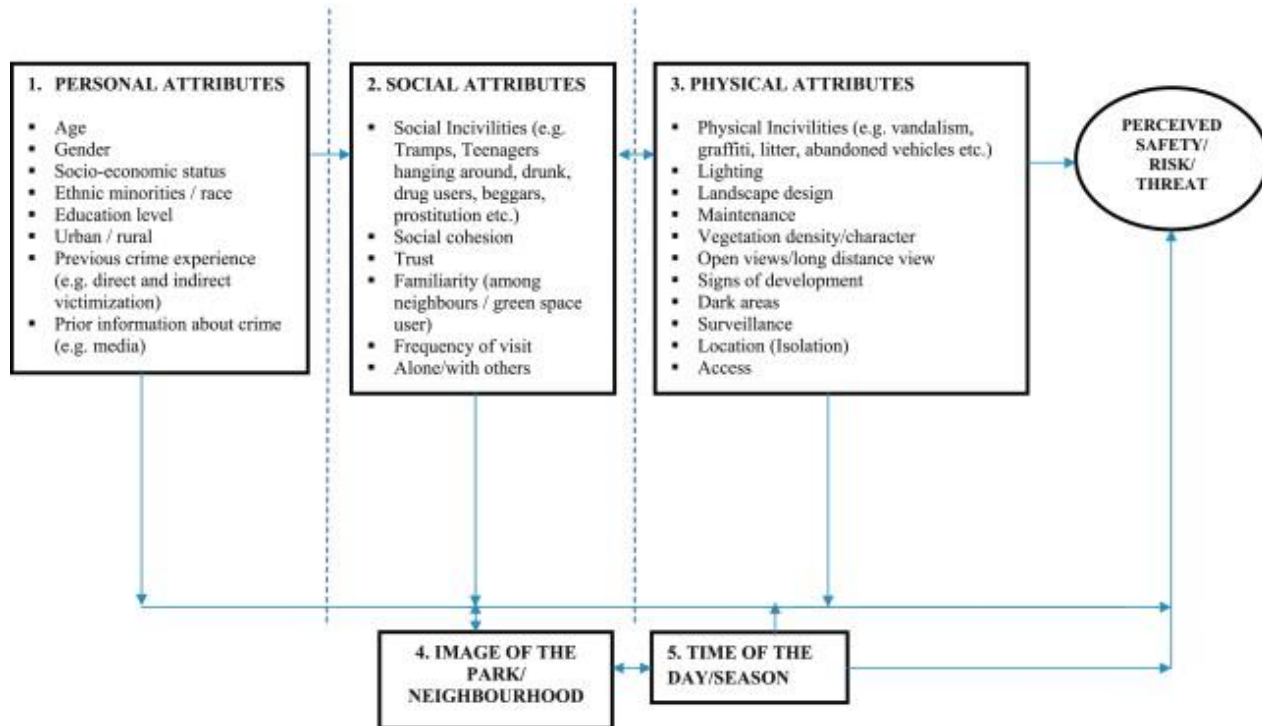 1. PERSONAL ATTRIBUTES
▪ Age
▪ Gender
▪ Socio-economic status
▪ Ethnic minorities / race
▪ Education level
▪ Urban / rural
▪ Previous crime experience
(e.g. direct and indirect
victimization)
▪ Prior information about crime
(e.g. media)
2. SOCIAL ATTRIBUTES
▪ Social Incivilities (e.g.
Tramps, Teenagers
hanging around, drunk,
drug users, beggars,
prostitution etc.)
▪ Social cohesion
▪ Trust
▪ Familiarity (among
neighbours / green space
user)
▪ Frequency of visit
▪ Alone/with others
3. PHYSICAL ATTRIBUTES
▪ Physical Incivilities (e.g. vandalism,
graffiti, litter, abandoned vehicles etc.)
▪ Lighting
▪ Landscape design
▪ Maintenance
▪ Vegetation density/character
▪ Open views/long distance view
▪ Signs of development
▪ Dark areas
▪ Surveillance
▪ Location (Isolation)
▪ Access
PERCEIVED
SAFETY/
RISK/
THREAT
4. IMAGE OF THE
PARK/
NEIGHBOURHOOD
5. TIME OF THE
DAY/SEASON